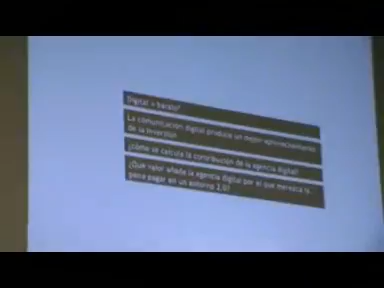 Digital = barato?
La comunicación digital produce un mejor aprovechamiento
de la inversión
¿Cómo se calcula la contribución de la agencia digital?
¿Qué valor añade la agencia digital por el que merezca la
pena pagar en un entorno 2.0?